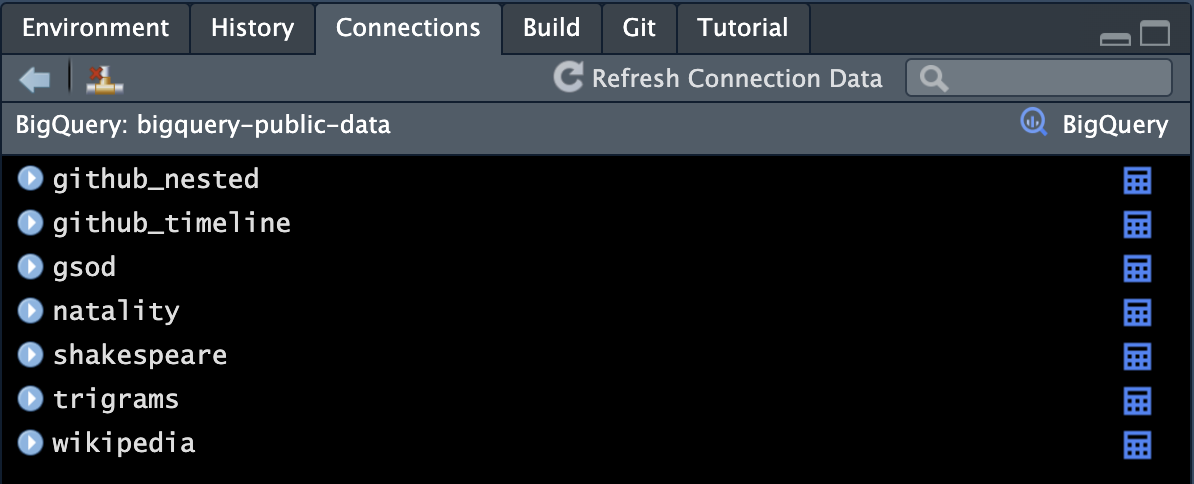 Environment History Connections Build Git Tutorial
Refresh Connection Data
BigQuery: bigquery-public-data BigQuery
github_nested
github_timeline
gsod
natality
shakespeare
trigrams
wikipedia